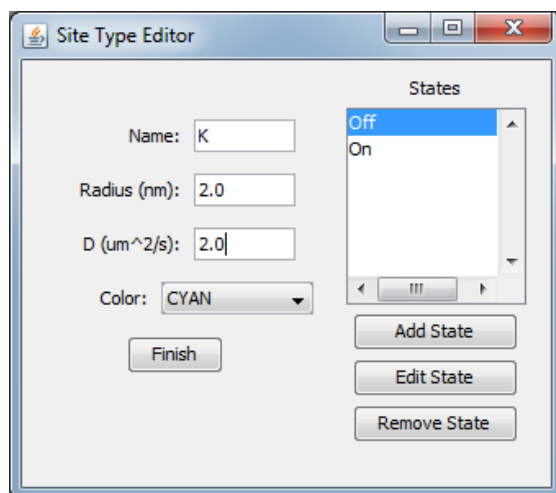 Site Type Editor
States
Name: K
Radius (nm): 2.0
D (um^2/s): 2.0
Color: CYAN
Finish
Off
On
Add State
Edit State
Remove State